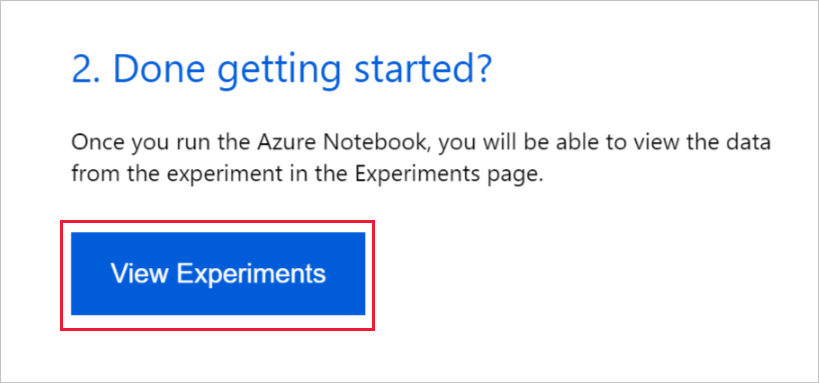 2. Done getting started?
Once you run the Azure Notebook, you will be able to view the data
from the experiment in the Experiments page.
View Experiments